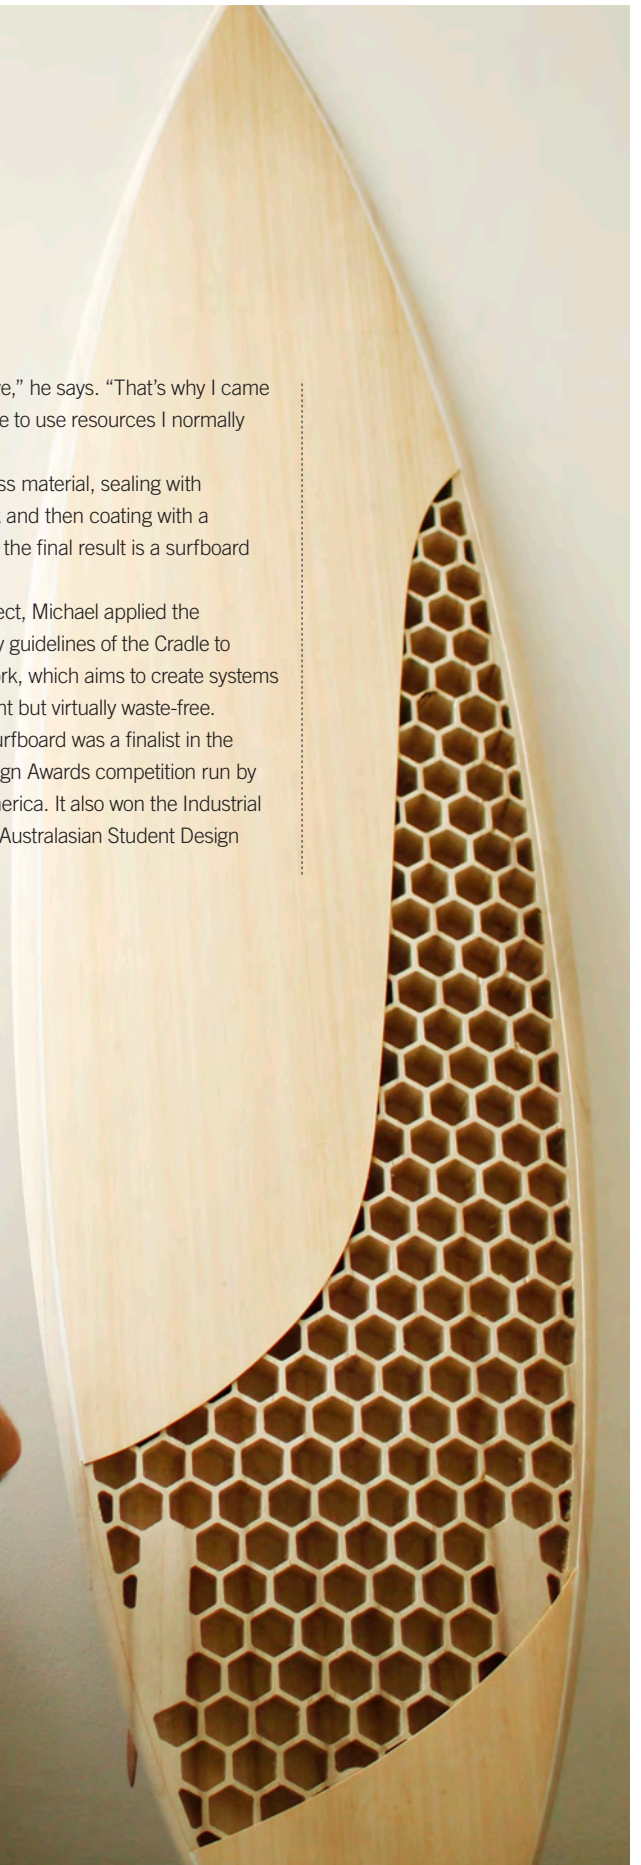 e,” he says. “That’s why I came
e to use resources I normally
ss material, sealing with
and then coating with a
the final result is a surfboard
ect, Michael applied the
y guidelines of the Cradle to
rk, which aims to create systems
nt but virtually waste-free.
urfboard was a finalist in the
gn Awards competition run by
erica. It also won the Industrial
Australasian Student Design